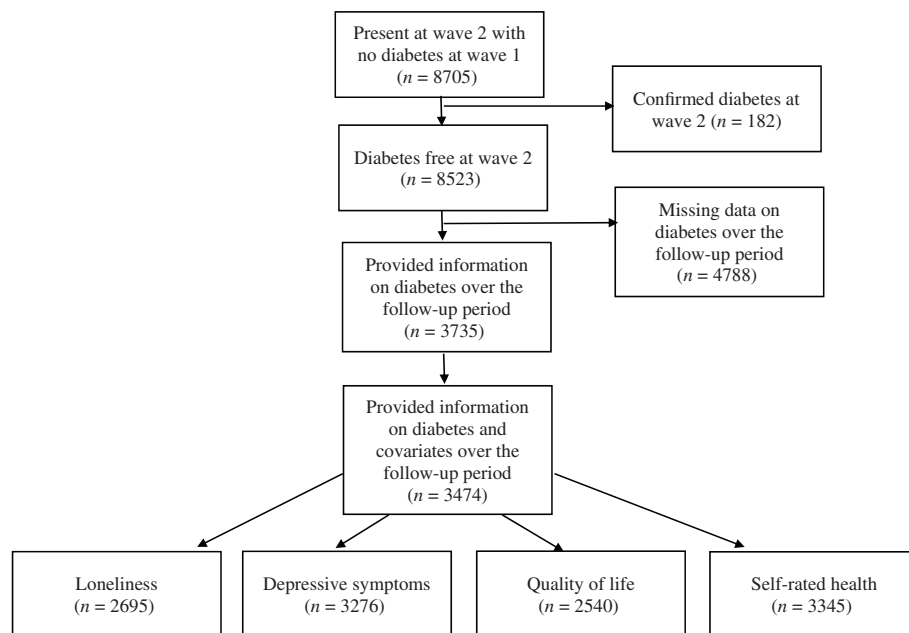 Present at wave 2 with
no diabetes at wave 1
(n = 8705)
Confirmed diabetes at
wave 2 (n = 182)
Diabetes free at wave 2
(n = 8523)
Missing data on
diabetes over the
follow-up period
(n = 4788)
Provided information
on diabetes over the
follow-up period
(n = 3735)
Provided information
on diabetes and
covariates over the
follow-up period
(n = 3474)
Loneliness
(n = 2695)
Depressive symptoms
(n = 3276)
Quality of life
(n = 2540)
Self-rated health
(n = 3345)